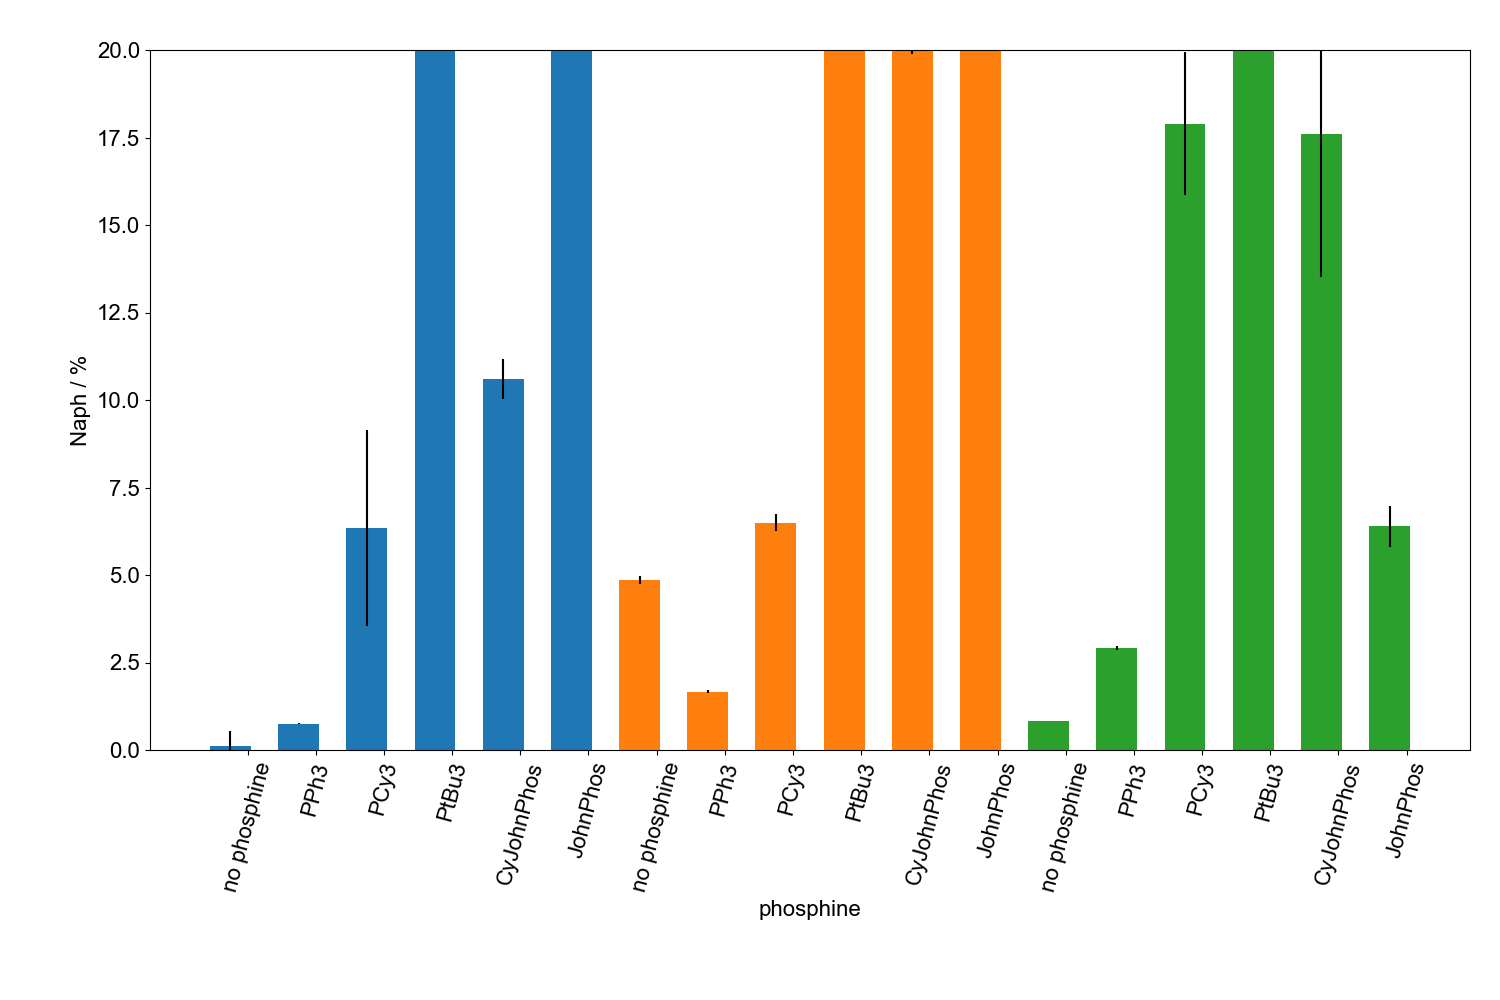 20.0
17.5
15.0
12.5
10.0
7.5
5.0
2.5
0.0
Naph / %
no phosphine
PPh3
PCy3
PtBu3
CyJohnPhos
JohnPhos
no phosphine
PPh3
PCy3
PtBu3
CyJohnPhos
JohnPhos
no phosphine
PPh3
PCy3
PtBu3
CyJohnPhos
JohnPhos
phosphine